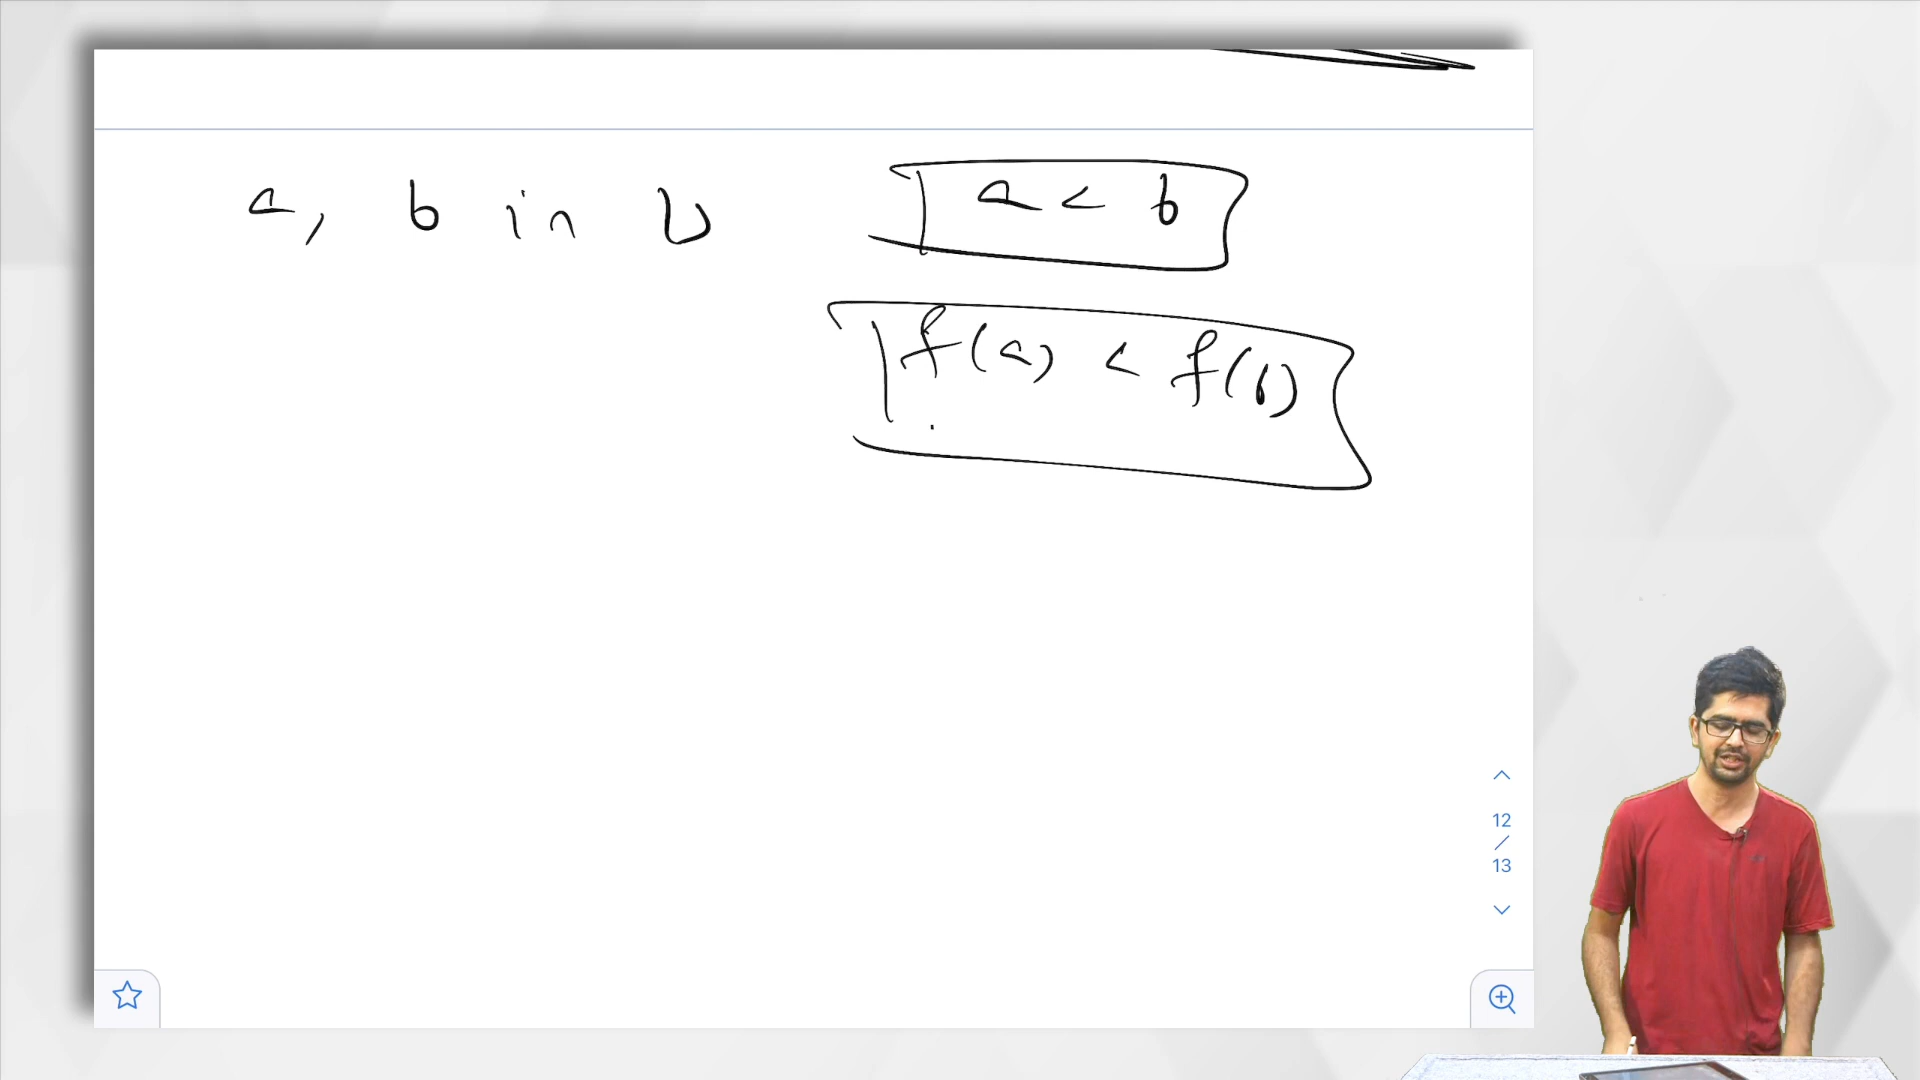 a, b in U
a < b
f(a) < f(b)
12
/
13